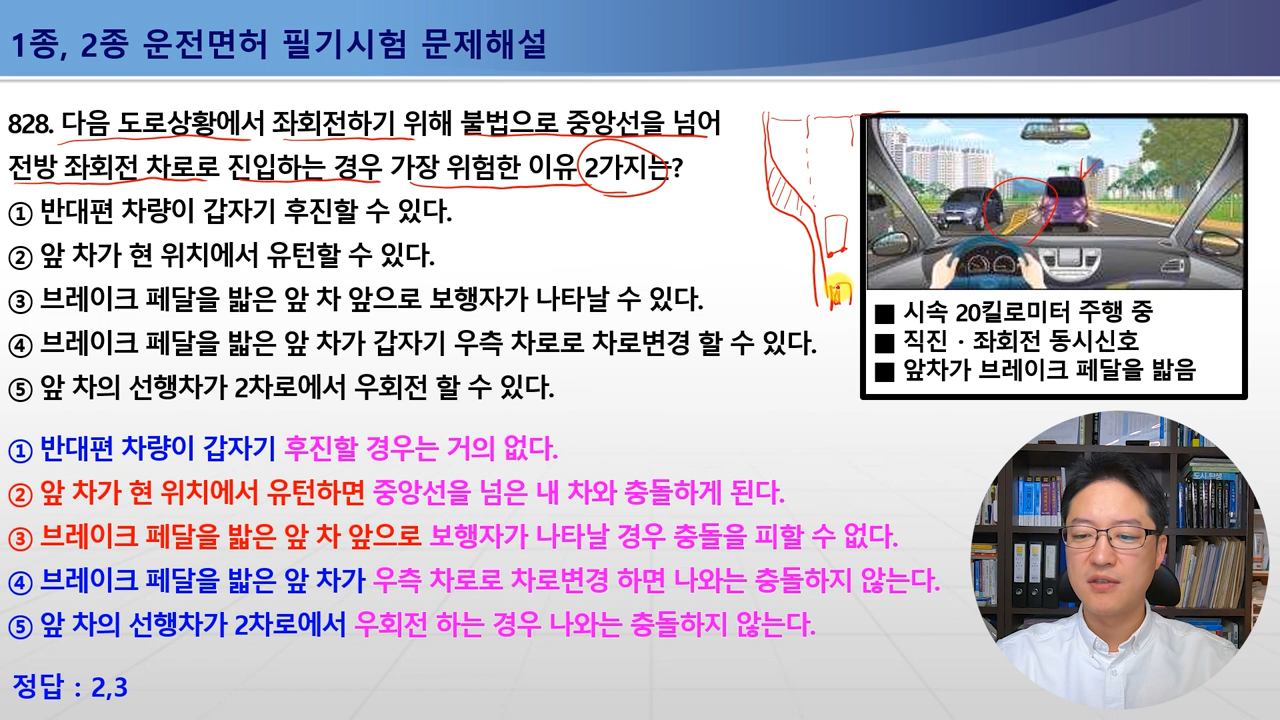 1종, 2종 운전면허 필기시험 문제해설
828. 다음 도로상황에서 좌회전하기 위해 불법으로 중앙선을 넘어
전방 좌회전 차로로 진입하는 경우 가장 위험한 이유 2가지는?
① 반대편 차량이 갑자기 후진할 수 있다.
② 앞 차가 현 위치에서 유턴할 수 있다.
③ 브레이크 페달을 밟은 앞 차 앞으로 보행자가 나타날 수 있다.
④ 브레이크 페달을 밟은 앞 차가 갑자기 우측 차로로 차로변경 할 수 있다.
⑤ 앞 차의 선행차가 2차로에서 우회전 할 수 있다.
■ 시속 20킬로미터 주행 중
■ 직진 · 좌회전 동시신호
■ 앞차가 브레이크 페달을 밟음
① 반대편 차량이 갑자기 후진할 경우는 거의 없다.
② 앞 차가 현 위치에서 유턴하면 중앙선을 넘은 내 차와 충돌하게 된다.
③ 브레이크 페달을 밟은 앞 차 앞으로 보행자가 나타날 경우 충돌을 피할 수 없다.
④ 브레이크 페달을 밟은 앞 차가 우측 차로로 차로변경 하면 나와는 충돌하지 않는다.
⑤ 앞 차의 선행차가 2차로에서 우회전 하는 경우 나와는 충돌하지 않는다.
정답 : 2,3